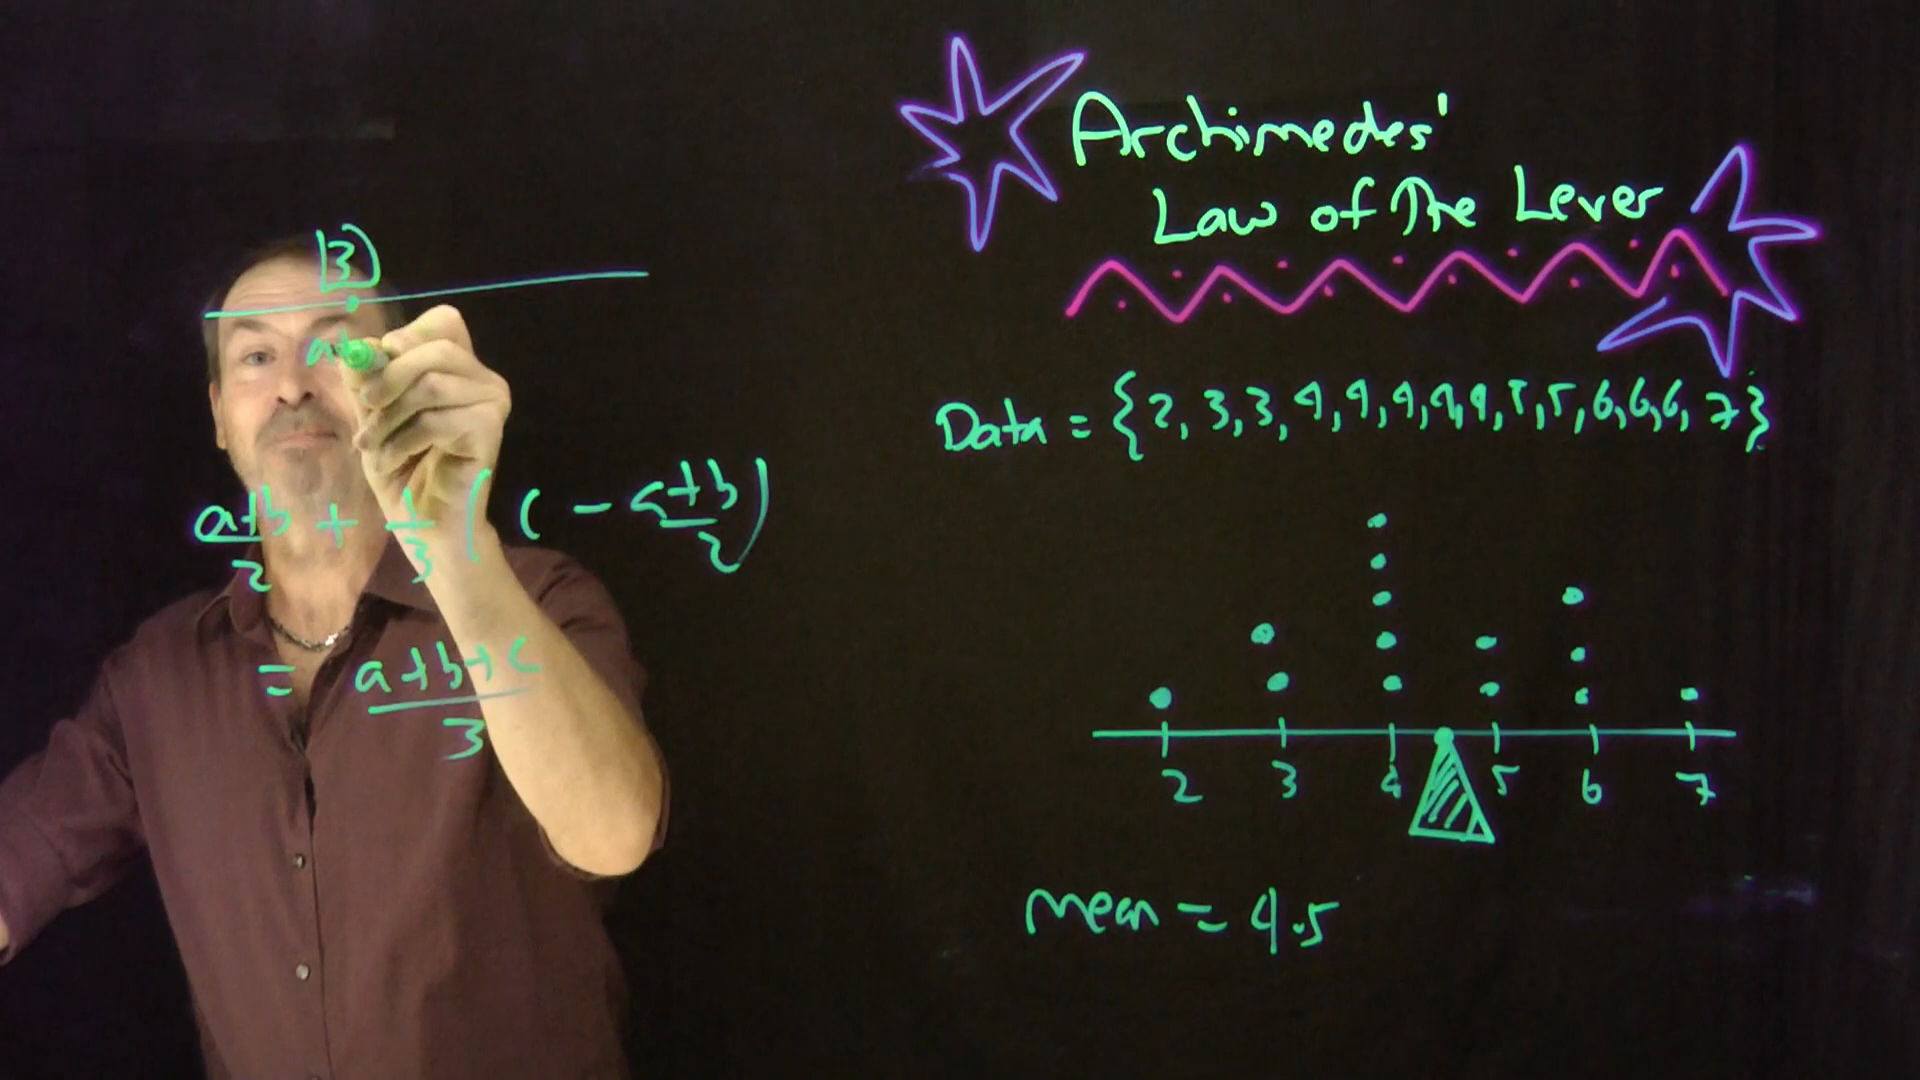 Archimedes'
Law of The Lever
Data = {2, 3, 3, 4, 4, 4, 4, 4, 5, 5, 6, 6, 6, 7}
2 3 4 5 6 7
mean = 4.5
[3]
a+
a+b/2 + 1/3 (c - a+b/2)
= a+b+c/3